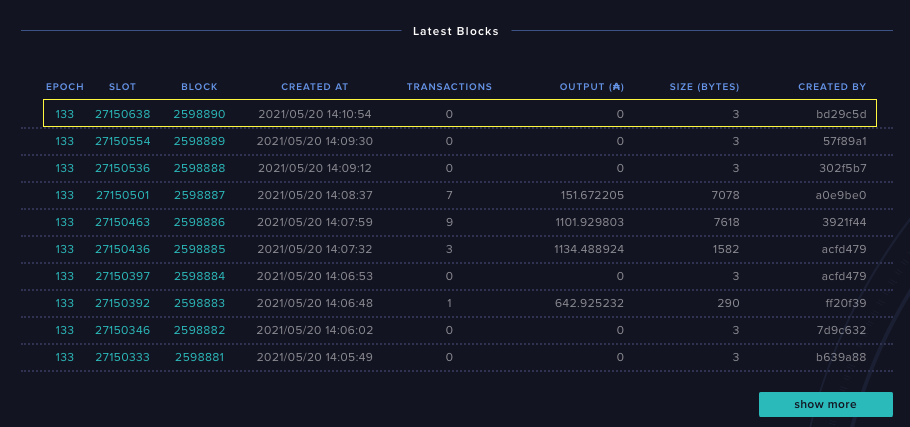 Latest Blocks
EPOCH SLOT BLOCK CREATED AT TRANSACTIONS OUTPUT (₳) SIZE (BYTES) CREATED BY
133 27150638 2598890 2021/05/20 14:10:54 0 0 3 bd29c5d
133 27150554 2598889 2021/05/20 14:09:30 0 0 3 57f89a1
133 27150536 2598888 2021/05/20 14:09:12 0 0 3 302f5b7
133 27150501 2598887 2021/05/20 14:08:37 7 151.672205 7078 a0e9be0
133 27150463 2598886 2021/05/20 14:07:59 9 1101.929803 7618 3921f44
133 27150436 2598885 2021/05/20 14:07:32 3 1134.488924 1582 acfd479
133 27150397 2598884 2021/05/20 14:06:53 0 0 3 acfd479
133 27150392 2598883 2021/05/20 14:06:48 1 642.925232 290 ff20f39
133 27150346 2598882 2021/05/20 14:06:02 0 0 3 7d9c632
133 27150333 2598881 2021/05/20 14:05:49 0 0 3 b639a88
show more